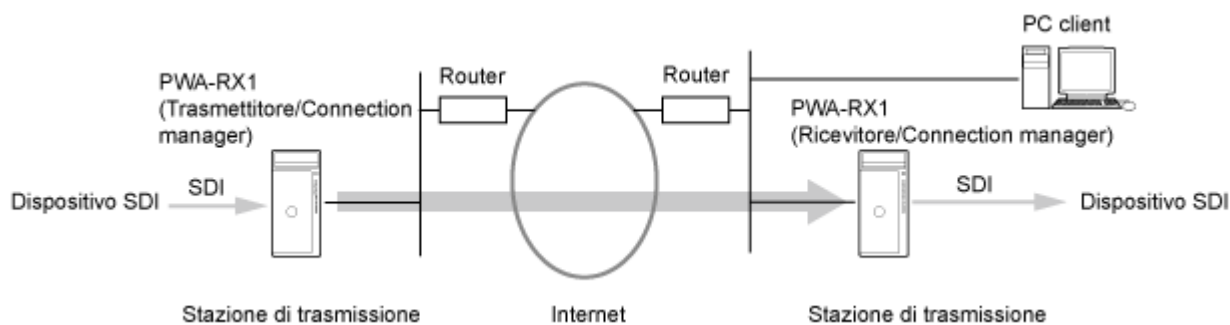 PC client
Router
Router
PWA-RX1
(Trasmettitore/Connection
manager)
PWA-RX1
(Ricevitore/Connection manager)
Dispositivo SDI
SDI
SDI
Dispositivo SDI
Stazione di trasmissione
Internet
Stazione di trasmissione